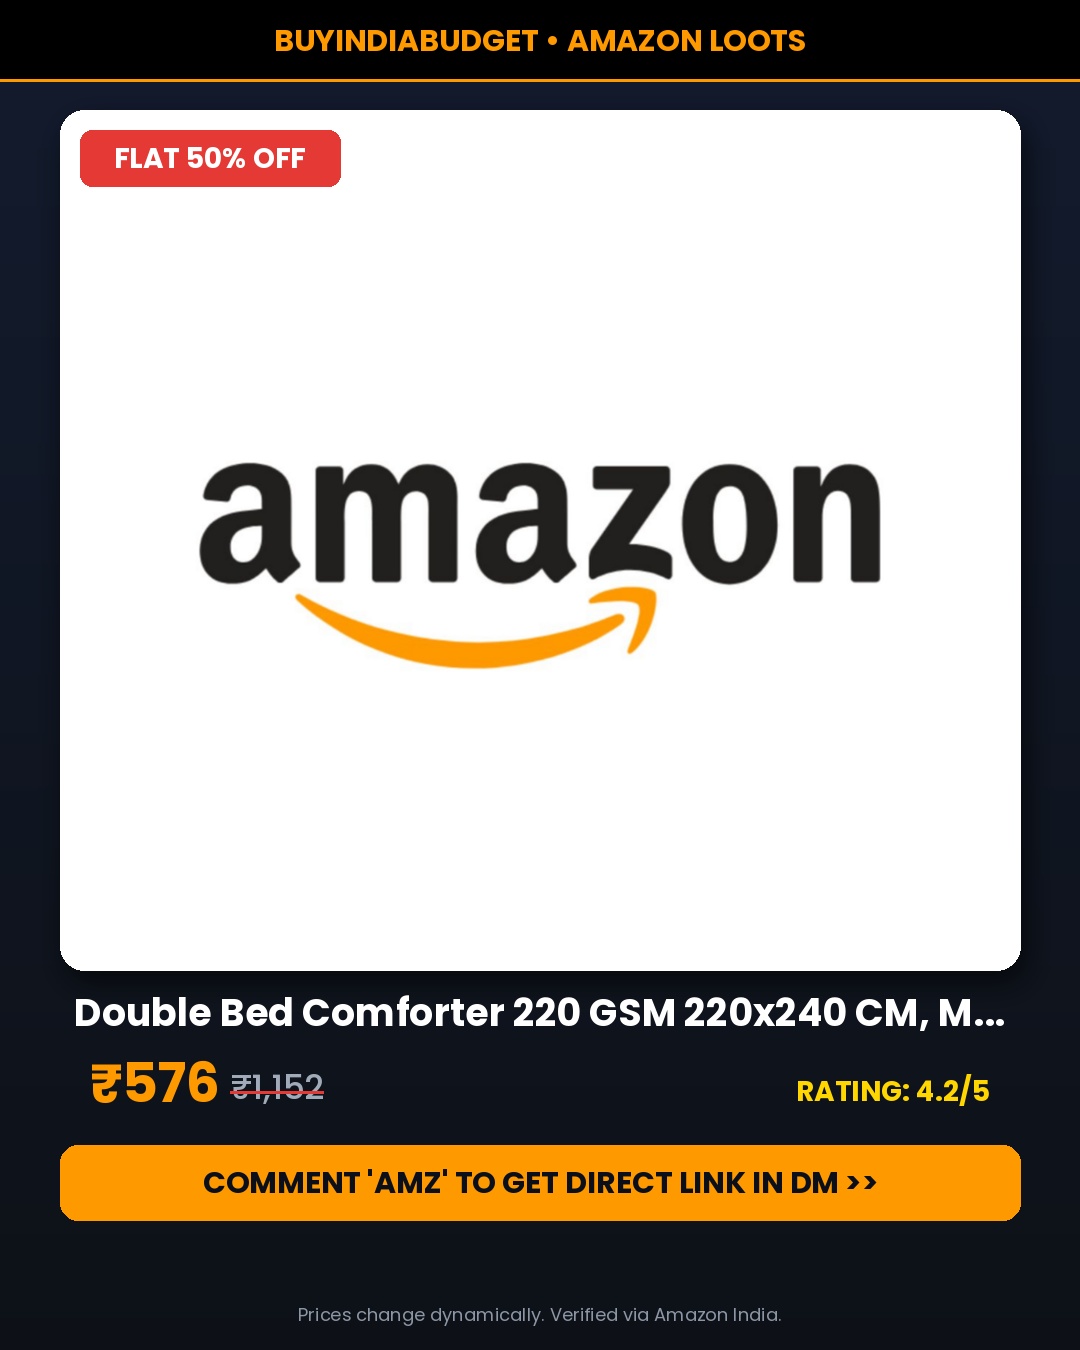 BUYINDIABUDGET • AMAZON LOOTS
FLAT 50% OFF
amazon
Double Bed Comforter 220 GSM 220x240 CM, M...
₹576 ₹1,152
RATING: 4.2/5
COMMENT 'AMZ' TO GET DIRECT LINK IN DM >>
Prices change dynamically. Verified via Amazon India.